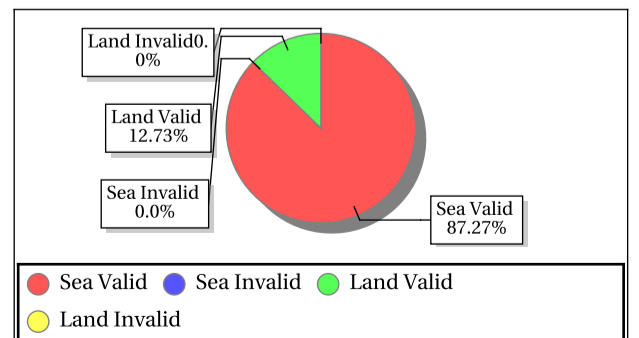 Land Invalid0.
0%
Land Valid
12.73%
Sea Invalid
0.0%
Sea Valid
87.27%
Sea Valid Sea Invalid Land Valid
Land Invalid